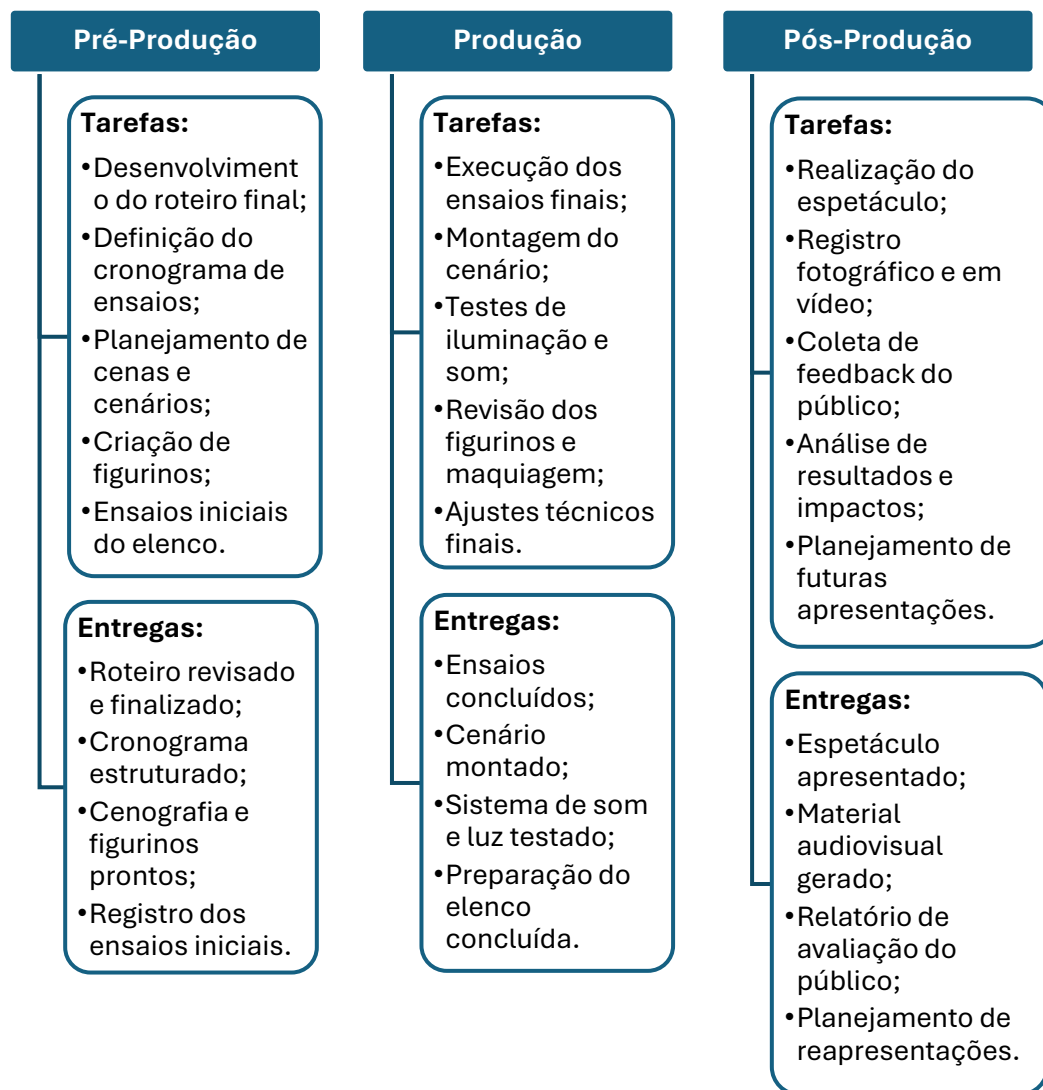 Pré-Produção
Tarefas:
•Desenvolviment
o do roteiro final;
•Definição do
cronograma de
ensaios;
•Planejamento de
cenas e
cenários;
•Criação de
figurinos;
•Ensaios iniciais
do elenco.
Entregas:
•Roteiro revisado
e finalizado;
•Cronograma
estruturado;
•Cenografia e
figurinos
prontos;
•Registro dos
ensaios iniciais.
Produção
Tarefas:
•Execução dos
ensaios finais;
•Montagem do
cenário;
•Testes de
iluminação e
som;
•Revisão dos
figurinos e
maquiagem;
•Ajustes técnicos
finais.
Entregas:
•Ensaios
concluídos;
•Cenário
montado;
•Sistema de som
e luz testado;
•Preparação do
elenco
concluída.
Pós-Produção
Tarefas:
•Realização do
espetáculo;
•Registro
fotográfico e em
vídeo;
•Coleta de
feedback do
público;
•Análise de
resultados e
impactos;
•Planejamento de
futuras
apresentações.
Entregas:
•Espetáculo
apresentado;
•Material
audiovisual
gerado;
•Relatório de
avaliação do
público;
•Planejamento de
reapresentações.